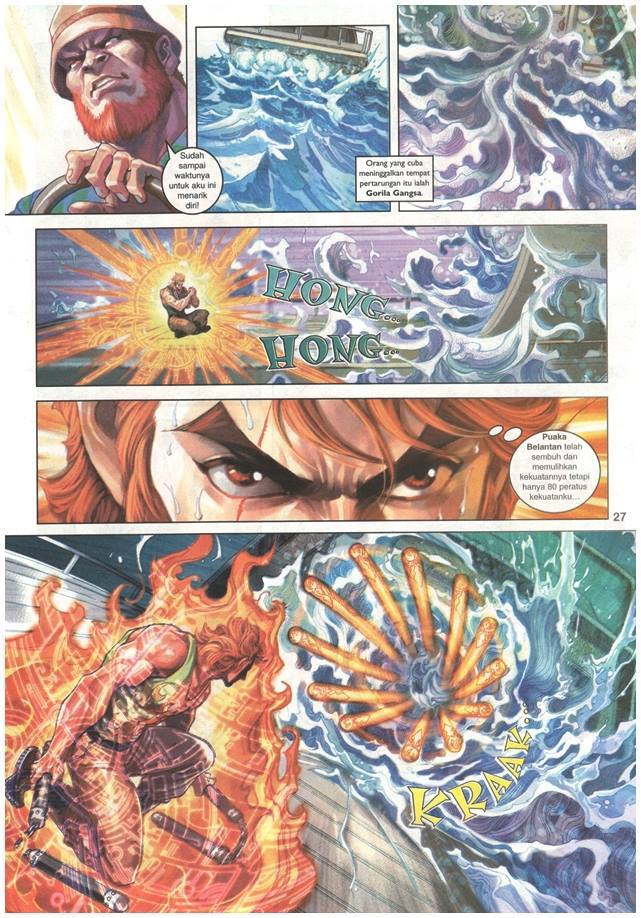 Sudah
sampai
waktunya
untuk aku ini
menarik
diri!
Orang yang cuba
meninggalkan tempat
pertarungan itu ialah
Gorila Gangsa.
HONG...
HONG...
Puaka
Belantan telah
sembuh dan
memulihkan
kekuatannya tetapi
hanya 80 peratus
kekuatanku...
27
KRAAK...